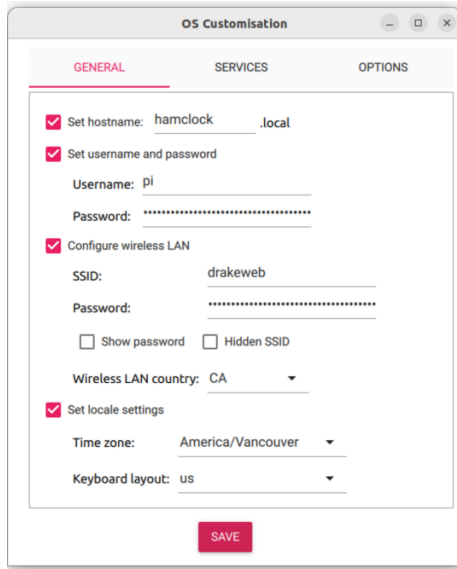 OS Customisation
GENERAL SERVICES OPTIONS
Set hostname: hamclock .local
Set username and password
Username: pi
Password: •••••••••••••••••••••••••••••••••••••
Configure wireless LAN
SSID: drakeweb
Password: •••••••••••••••••••••••••••••••••••••
Show password Hidden SSID
Wireless LAN country: CA
Set locale settings
Time zone: America/Vancouver
Keyboard layout: us
SAVE